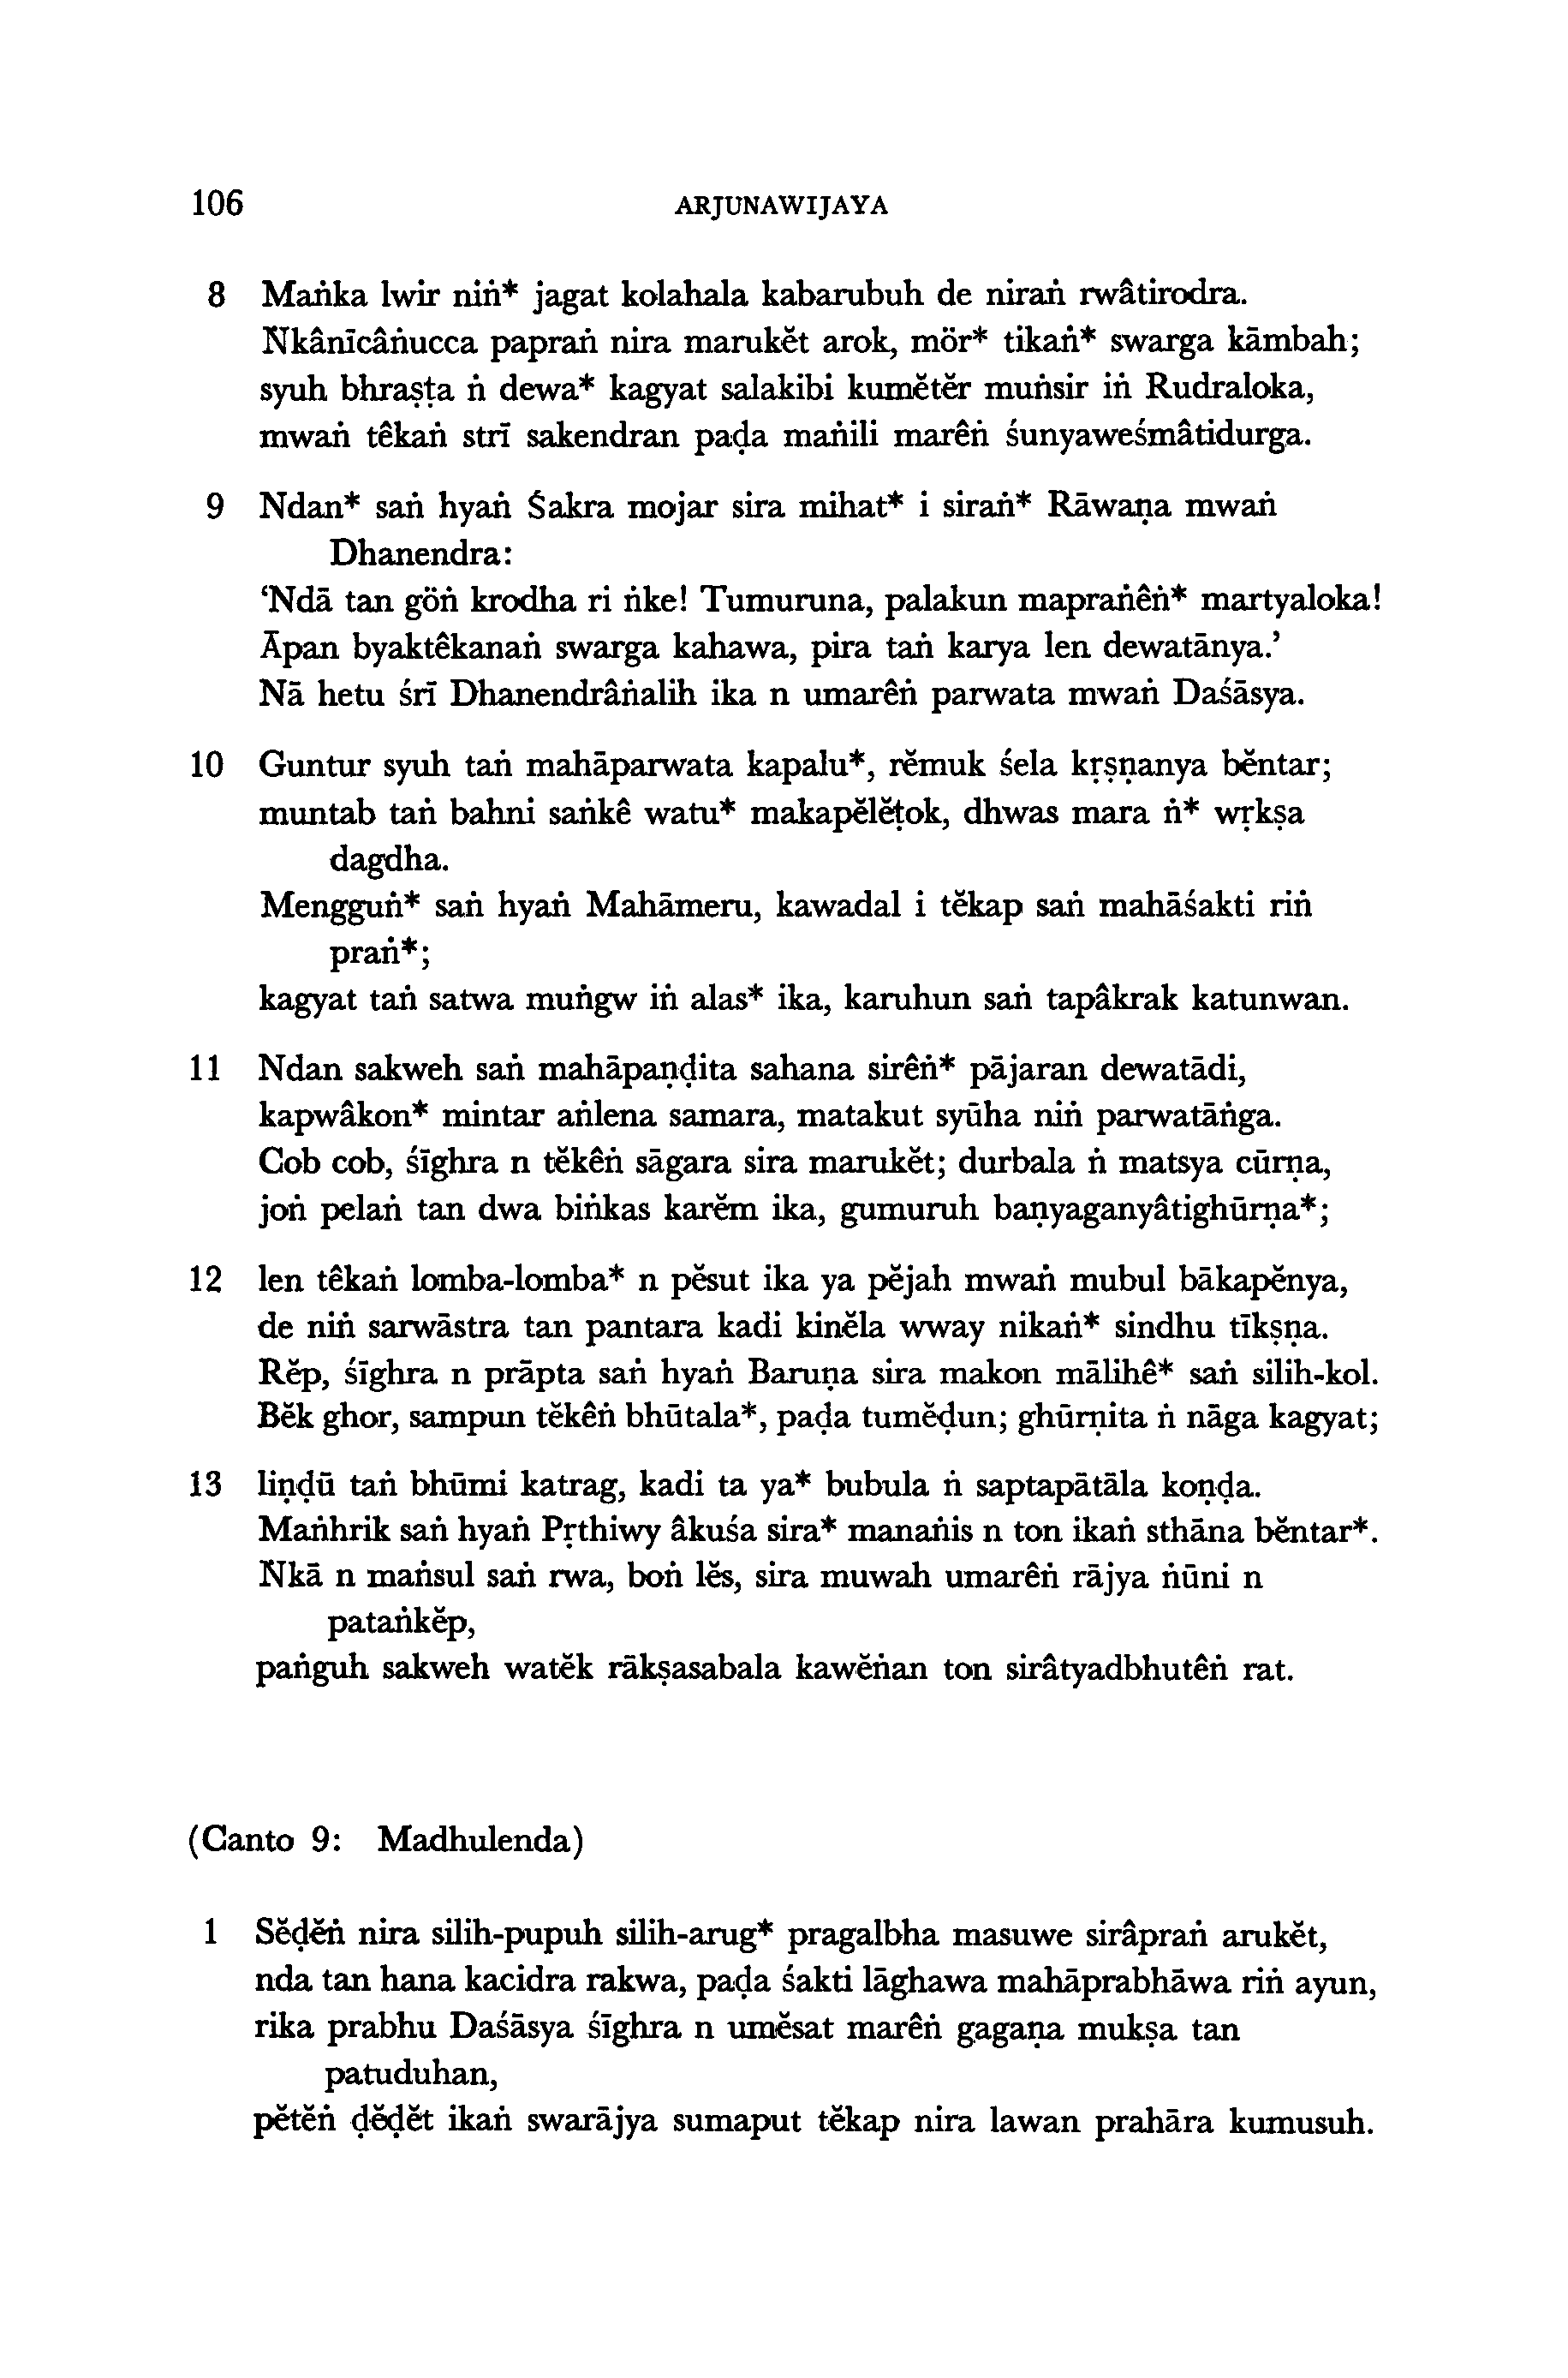 106 ARJUNAWIJAYA
8 Maṅka lwir niṅ* jagat kolahala kabarubuh de niraṅ rwâtirodra.
Ṅkânīcâṅucca papraṅ nira marukĕt arok, mör* tikaṅ* swarga kāmbah;
syuh bhraṣṭa ṅ dewa* kagyat salakibi kumĕtĕr muṅsir iṅ Rudraloka,
mwaṅ têkaṅ strī sakendran paḍa maṅili marêṅ śunyaweśmâtidurga.
9 Ndan* saṅ hyaṅ Śakra mojar sira mihat* i siraṅ* Rāwaṇa mwaṅ
Dhanendra:
‘Ndā tan göṅ krodha ri ṅke! Tumuruna, palakun mapraṅêṅ* martyaloka!
Āpan byaktêkanaṅ swarga kahawa, pira taṅ karya len dewatānya.’
Nā hetu śrī Dhanendrâṅalih ika n umarêṅ parwata mwaṅ Daśāsya.
10 Guntur syuh taṅ mahāparwata kapalu*, rĕmuk śela kṛṣṇanya bĕntar;
muntab taṅ bahni saṅkê watu* makapĕlĕṭok, dhwas mara ṅ* wṛkṣa
dagdha.
Mengguṅ* saṅ hyaṅ Mahāmeru, kawadal i tĕkap saṅ mahāśakti riṅ
praṅ*;
kagyat taṅ satwa muṅgw iṅ alas* ika, karuhun saṅ tapâkrak katunwan.
11 Ndan sakweh saṅ mahāpaṇḍita sahana sirêṅ* pājaran dewatādi,
kapwâkon* mintar aṅlena samara, matakut syūha niṅ parwatāṅga.
Cob cob, śīghra n tĕkêṅ sāgara sira marukĕt; durbala ṅ matsya cūrṇa,
joṅ pelaṅ tan dwa biṅkas karĕm ika, gumuruh baṇyaganyâtighūrṇa*;
12 len têkaṅ lomba-lomba* n pĕsut ika ya pĕjah mwaṅ mubul bākapĕnya,
de niṅ sarwāstra tan pantara kadi kinĕla wway nikaṅ* sindhu tīkṣṇa.
Rĕp, śīghra n prāpta saṅ hyaṅ Baruṇa sira makon mālihê* saṅ silih-kol.
Bĕk ghor, sampun tĕkêṅ bhūtala*, paḍa tumĕḍun; ghūrṇita ṅ nāga kagyat;
13 liṇḍū taṅ bhūmi katrag, kadi ta ya* bubula ṅ saptapātāla koṇḍa.
Maṅhrik saṅ hyaṅ Pṛthiwy âkuśa sira* manaṅis n ton ikaṅ sthāna bĕntar*.
Ṅkā n maṅsul saṅ rwa, boṅ lĕs, sira muwah umarêṅ rājya ṅūni n
pataṅkĕp,
paṅguh sakweh watĕk rākṣasabala kawĕṅan ton sirâtyadbhutêṅ rat.
(Canto 9: Madhulenda)
1 Sĕḍĕṅ nira silih-pupuh silih-arug* pragalbha masuwe sirâpraṅ arukĕt,
nda tan hana kacidra rakwa, paḍa śakti lāghawa mahāprabhāwa riṅ ayun,
rika prabhu Daśāsya śīghra n umĕsat marêṅ gagaṇa mukṣa tan
patuduhan,
pĕtĕṅ ḍĕḍĕt ikaṅ swarājya sumaput tĕkap nira lawan prahāra kumusuh.